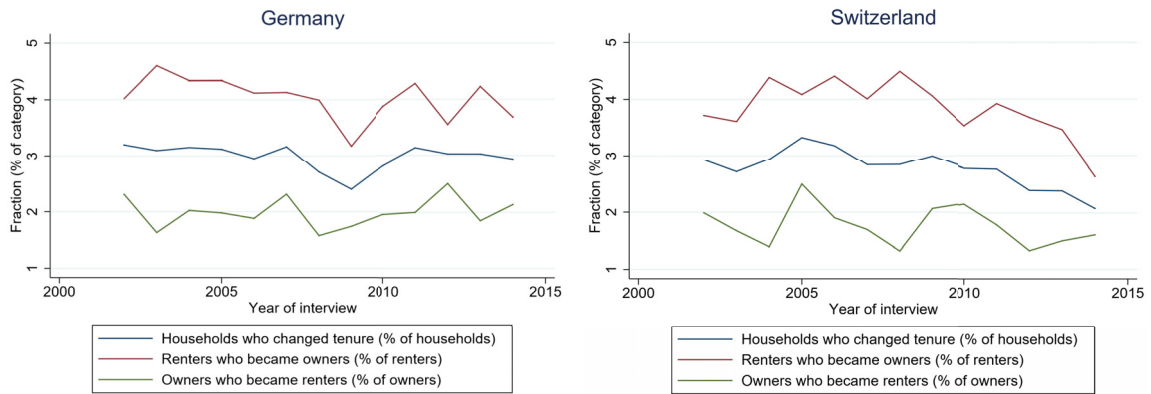 Germany
Fraction (% of category)
5
4
3
2
1
2000
2005
2010
2015
Year of interview
Households who changed tenure (% of households)
Renters who became owners (% of renters)
Owners who became renters (% of owners)
Switzerland
Fraction (% of category)
5
4
3
2
1
2000
2005
2010
2015
Year of interview
Households who changed tenure (% of households)
Renters who became owners (% of renters)
Owners who became renters (% of owners)